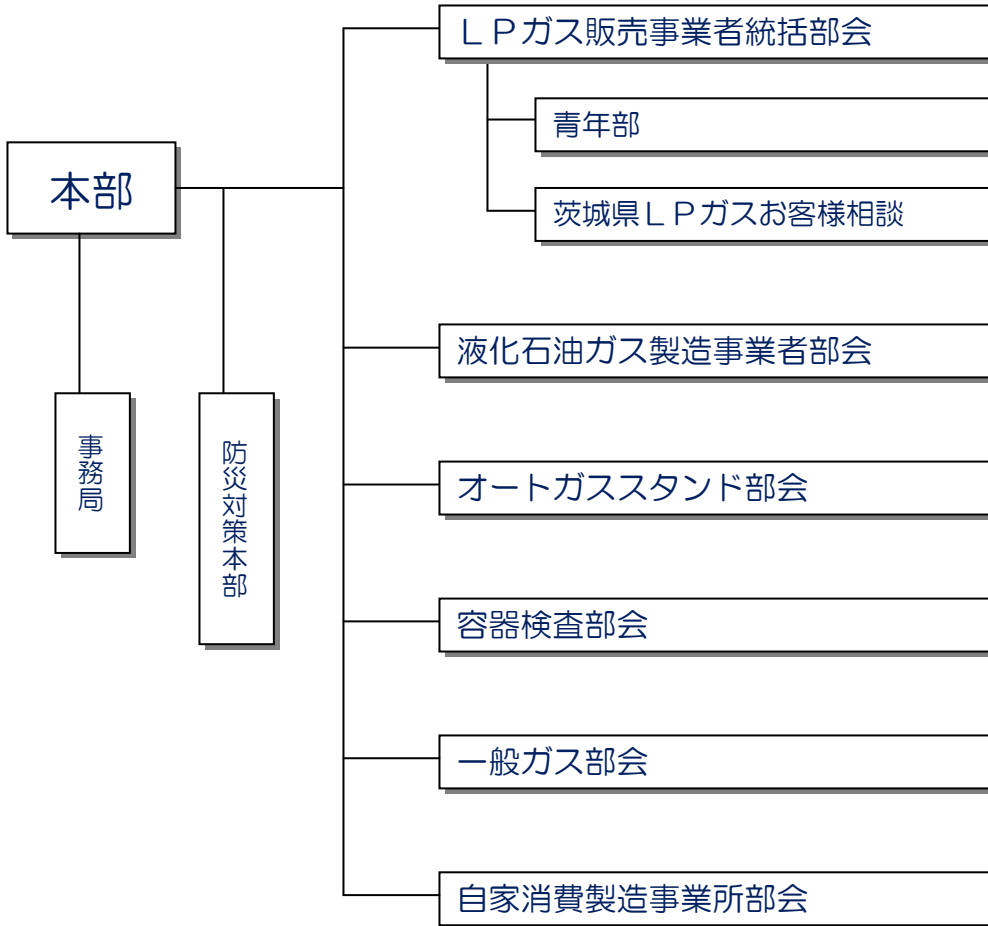 ＬＰガス販売事業者統括部会
青年部
茨城県ＬＰガスお客様相談
本部
液化石油ガス製造事業者部会
事務局
防災対策本部
オートガススタンド部会
容器検査部会
一般ガス部会
自家消費製造事業所部会